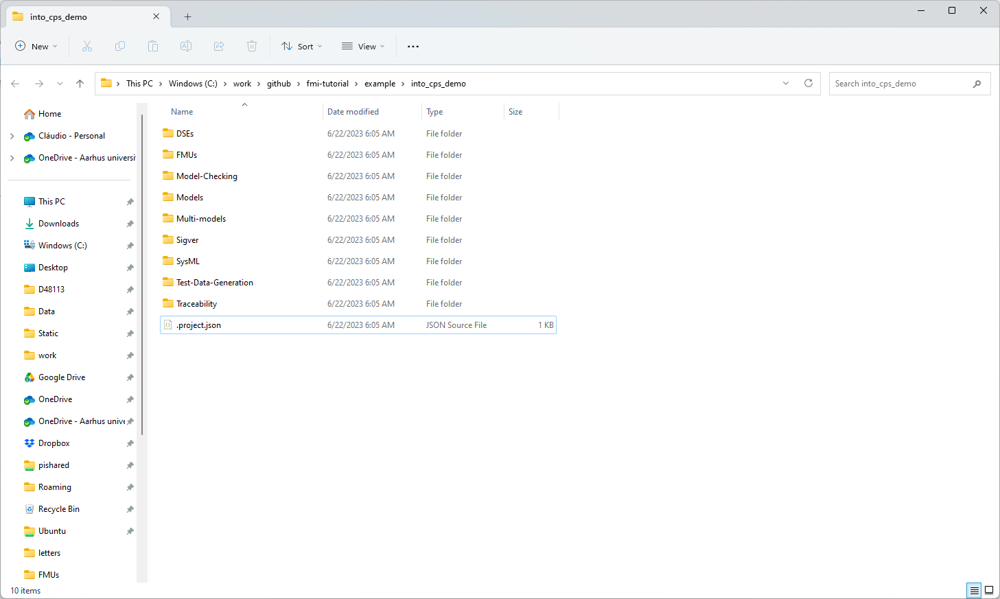 into_cps_demo
New
Sort
View
This PC
Windows (C:)
work
github
fmi-tutorial
example
into_cps_demo
Search into_cps_demo
Home
Cláudio - Personal
OneDrive - Aarhus universi
This PC
Downloads
Windows (C:)
Desktop
D48113
Data
Static
work
Google Drive
OneDrive
OneDrive - Aarhus unive
Dropbox
pishared
Roaming
Recycle Bin
Ubuntu
letters
FMUs
Name Date modified Type Size
DSEs 6/22/2023 6:05 AM File folder
FMUs 6/22/2023 6:05 AM File folder
Model-Checking 6/22/2023 6:05 AM File folder
Models 6/22/2023 6:05 AM File folder
Multi-models 6/22/2023 6:05 AM File folder
Sigver 6/22/2023 6:05 AM File folder
SysML 6/22/2023 6:05 AM File folder
Test-Data-Generation 6/22/2023 6:05 AM File folder
Traceability 6/22/2023 6:05 AM File folder
.project.json 6/22/2023 6:05 AM JSON Source File 1 KB
10 items